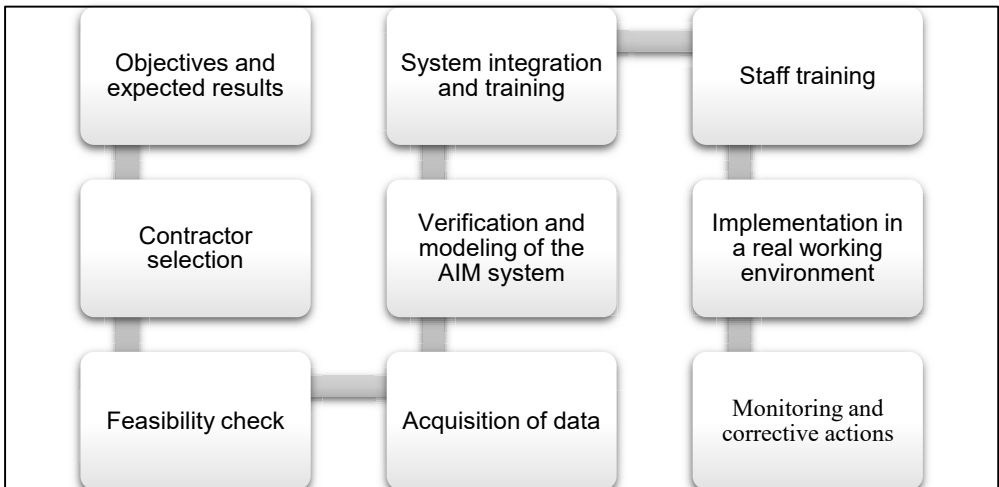 Objectives and
expected results
Contractor
selection
Feasibility check
Acquisition of data
Verification and
modeling of the
AIM system
System integration
and training
Staff training
Implementation in
a real working
environment
Monitoring and
corrective actions